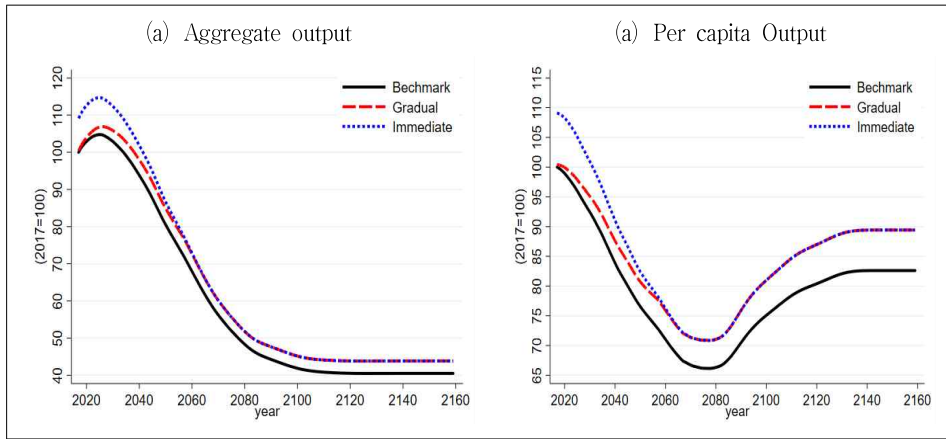 (a) Aggregate output
(2017=100)
120
110
100
90
80
70
60
50
40
Bechmark
Gradual
Immediate
2020 2040 2060 2080 2100 2120 2140 2160
year
(a) Per capita Output
(2017=100)
115
110
105
100
95
90
85
80
75
70
65
Bechmark
Gradual
Immediate
2020 2040 2060 2080 2100 2120 2140 2160
year